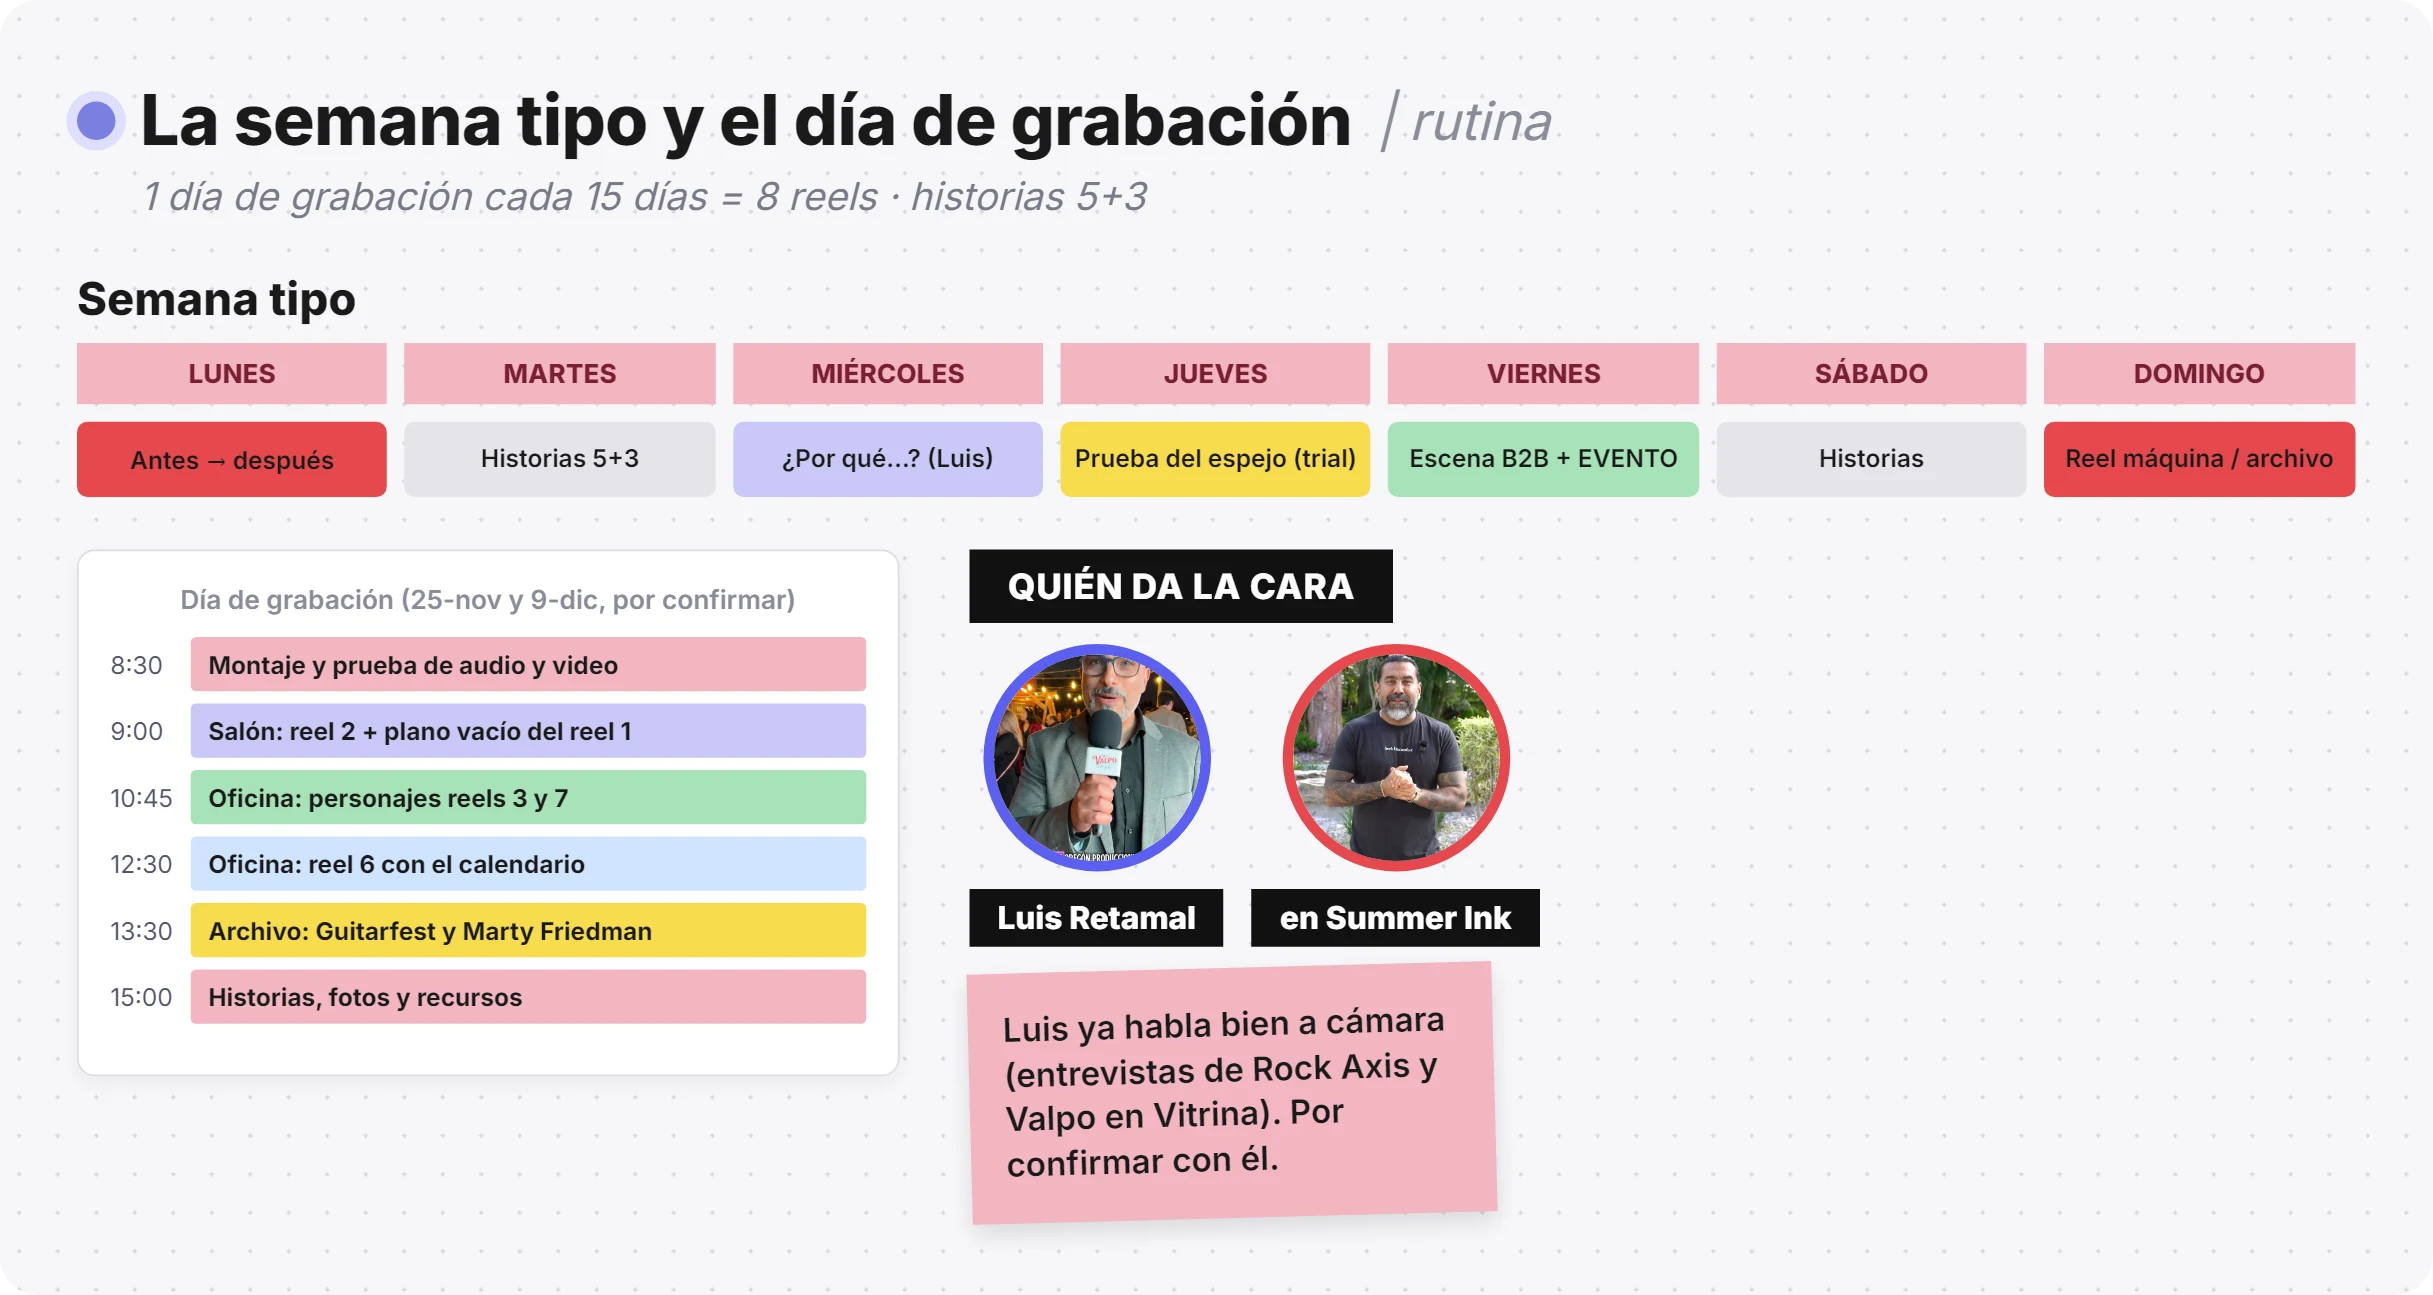 La semana tipo y el día de grabación | rutina
1 día de grabación cada 15 días = 8 reels · historias 5+3
Semana tipo
LUNES
MARTES
MIÉRCOLES
JUEVES
VIERNES
SÁBADO
DOMINGO
Antes → después
Historias 5+3
¿Por qué...? (Luis)
Prueba del espejo (trial)
Escena B2B + EVENTO
Historias
Reel máquina / archivo
Día de grabación (25-nov y 9-dic, por confirmar)
8:30 Montaje y prueba de audio y video
9:00 Salón: reel 2 + plano vacío del reel 1
10:45 Oficina: personajes reels 3 y 7
12:30 Oficina: reel 6 con el calendario
13:30 Archivo: Guitarfest y Marty Friedman
15:00 Historias, fotos y recursos
QUIÉN DA LA CARA
VALPO
Luis Retamal
en Summer Ink
Luis ya habla bien a cámara
(entrevistas de Rock Axis y
Valpo en Vitrina). Por
confirmar con él.